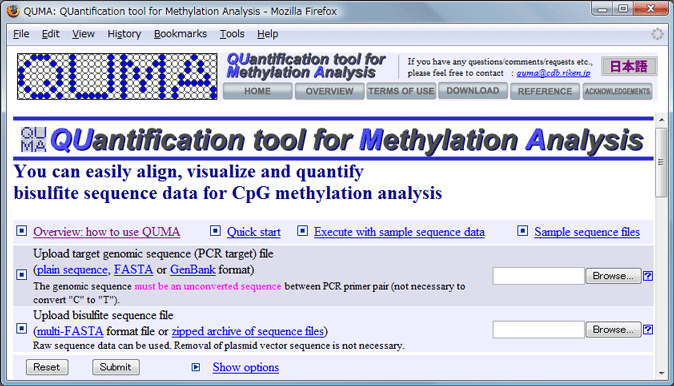 QUMA: QUantification tool for Methylation Analysis - Mozilla Firefox
File Edit View History Bookmarks Tools Help
QUMA
QUantification tool for
Methylation Analysis
If you have any questions/comments/requests etc.,
please feel free to contact : quma@cdb.riken.jp
日本語
HOME OVERVIEW TERMS OF USE DOWNLOAD REFERENCE ACKNOWLEDGEMENTS
QUMA QUantification tool for Methylation Analysis
You can easily align, visualize and quantify
bisulfite sequence data for CpG methylation analysis
Overview: how to use QUMA Quick start Execute with sample sequence data Sample sequence files
Upload target genomic sequence (PCR target) file
(plain sequence, FASTA or GenBank format)
Browse... ?
The genomic sequence must be an unconverted sequence between PCR primer pair (not necessary to
convert "C" to "T").
Upload bisulfite sequence file
(multi-FASTA format file or zipped archive of sequence files)
Browse... ?
Raw sequence data can be used. Removal of plasmid vector sequence is not necessary.
Reset Submit Show options